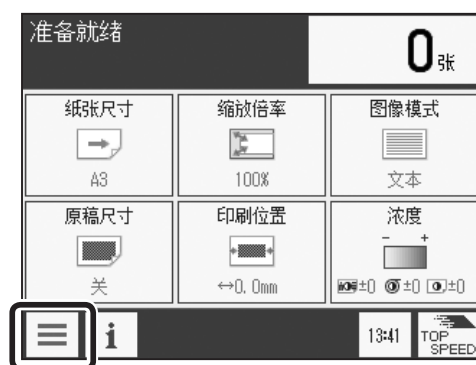 准备就绪
0张
纸张尺寸 缩放倍率 图像模式
A3 100% 文本
原稿尺寸 印刷位置 浓度
- +
关 ↔0.0mm ±0 ±0 ±0
i 13:41 TOP SPEED